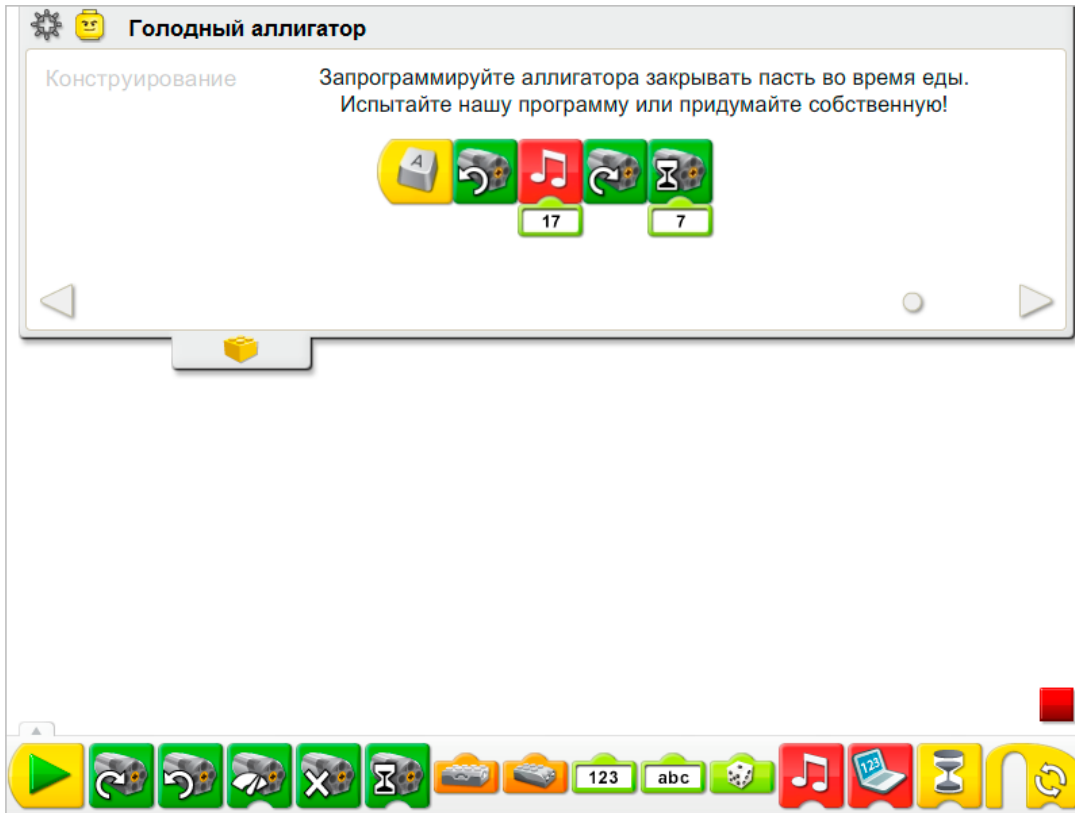 Голодный аллигатор
Конструирование
Запрограммируйте аллигатора закрывать пасть во время еды.
Испытайте нашу программу или придумайте собственную!
A
17
7
123
abc
123